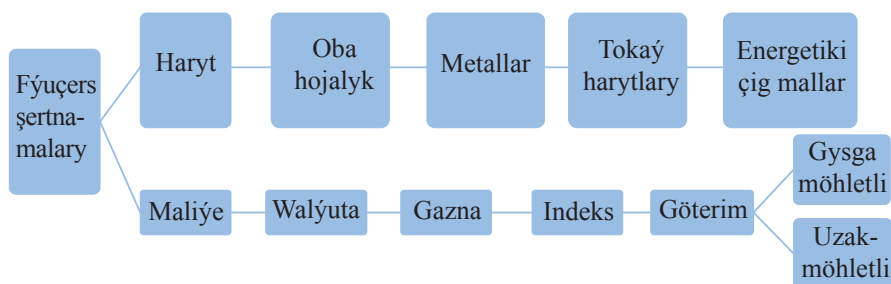 Fýuçers
şertna-
malary
Haryt
Oba
hojalyk
Metallar
Tokaý
harytlary
Energetiki
çig mallar
Maliýe
Walýuta
Gazna
Indeks
Göterim
Gysga
möhletli
Uzak-
möhletli